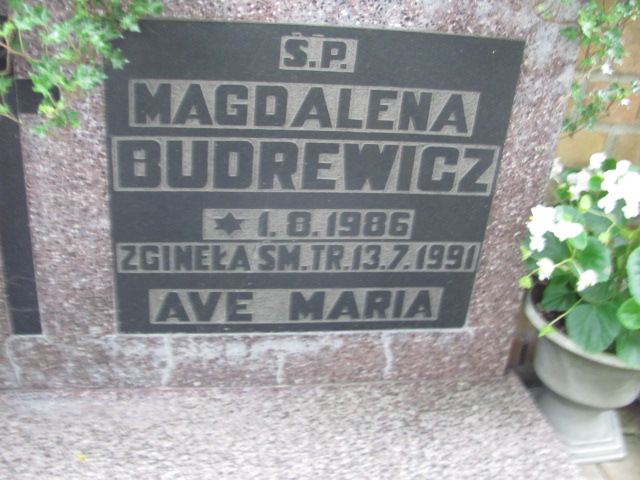 Ś.P.
MAGDALENA
BUDREWICZ
* 1.8.1986
ZGINEŁA ŚM.TR.13.7.1991
AVE MARIA